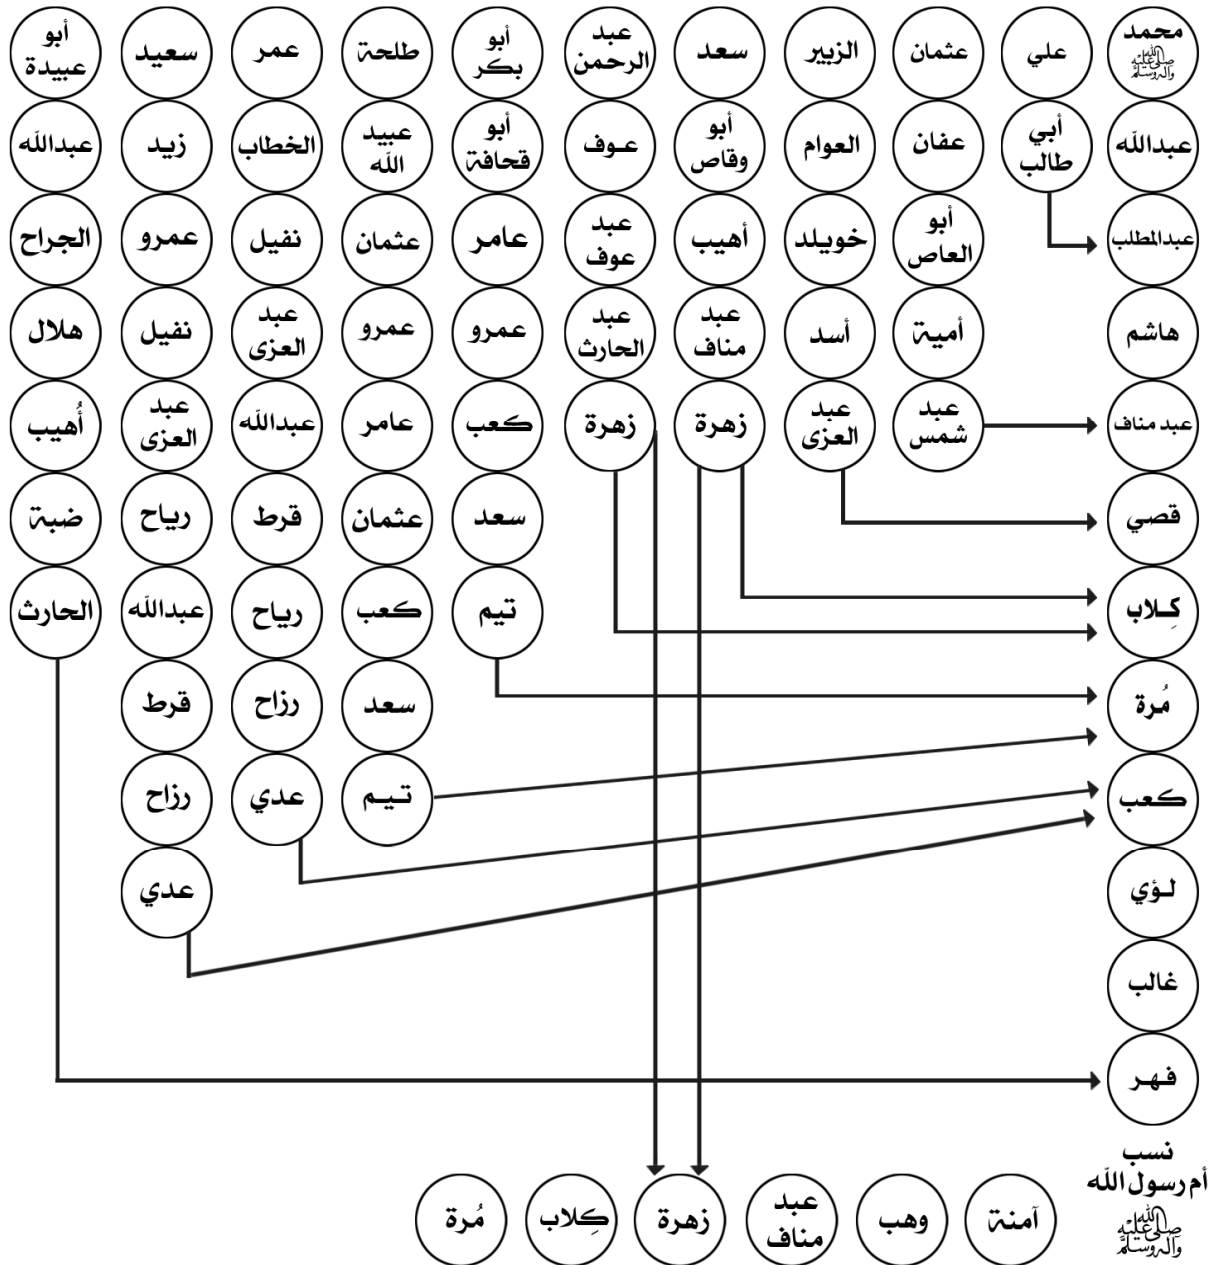 محمد
صلى الله عليه وآله وسلم
عبدالله
عبدالمطلب
هاشم
عبد مناف
قصي
كِلاب
مُرة
كعب
لؤي
غالب
فهر
علي
أبي
طالب
عثمان
عفان
أبو
العاص
أمية
عبد
شمس
الزبير
العوام
خويلد
أسد
عبد
العزى
سعد
أبو
وقاص
أهيب
عبد
مناف
زهرة
عبد
الرحمن
عوف
عبد
عوف
عبد
الحارث
زهرة
أبو
بكر
أبو
قحافة
عامر
عمرو
كعب
سعد
تيم
طلحة
عبيد
الله
عثمان
عمرو
عامر
عثمان
كعب
سعد
تيم
عمر
الخطاب
نفيل
عبد
العزى
عبدالله
قرط
رياح
رزاح
عدي
سعيد
زيد
عمرو
نفيل
عبد
العزى
رياح
عبدالله
قرط
رزاح
عدي
أبو
عبيدة
عبدالله
الجراح
هلال
أُهيب
ضبة
الحارث
نسب
أم رسول الله
صلى الله عليه وآله وسلم
آمنة
وهب
عبد
مناف
زهرة
كِلاب
مُرة